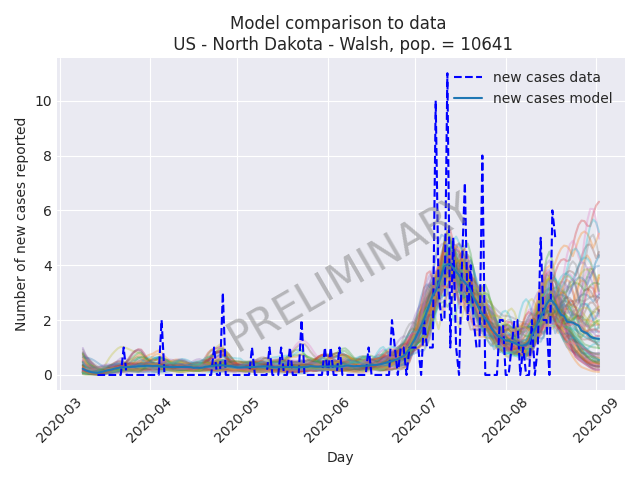 Model comparison to data
US - North Dakota - Walsh, pop. = 10641
new cases data
new cases model
Number of new cases reported
10
8
6
4
2
0
PRELIMINARY
2020-03
2020-04
2020-05
2020-06
2020-07
2020-08
2020-09
Day